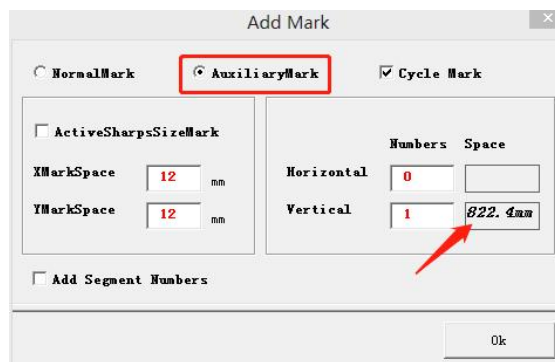 Add Mark
NormalMark AuxiliaryMark Cycle Mark
ActiveSharpsSizeMark
XMarkSpace 12 mm
YMarkSpace 12 mm
Numbers Space
Horizontal 0
Vertical 1 822.4mm
Add Segment Numbers
Ok